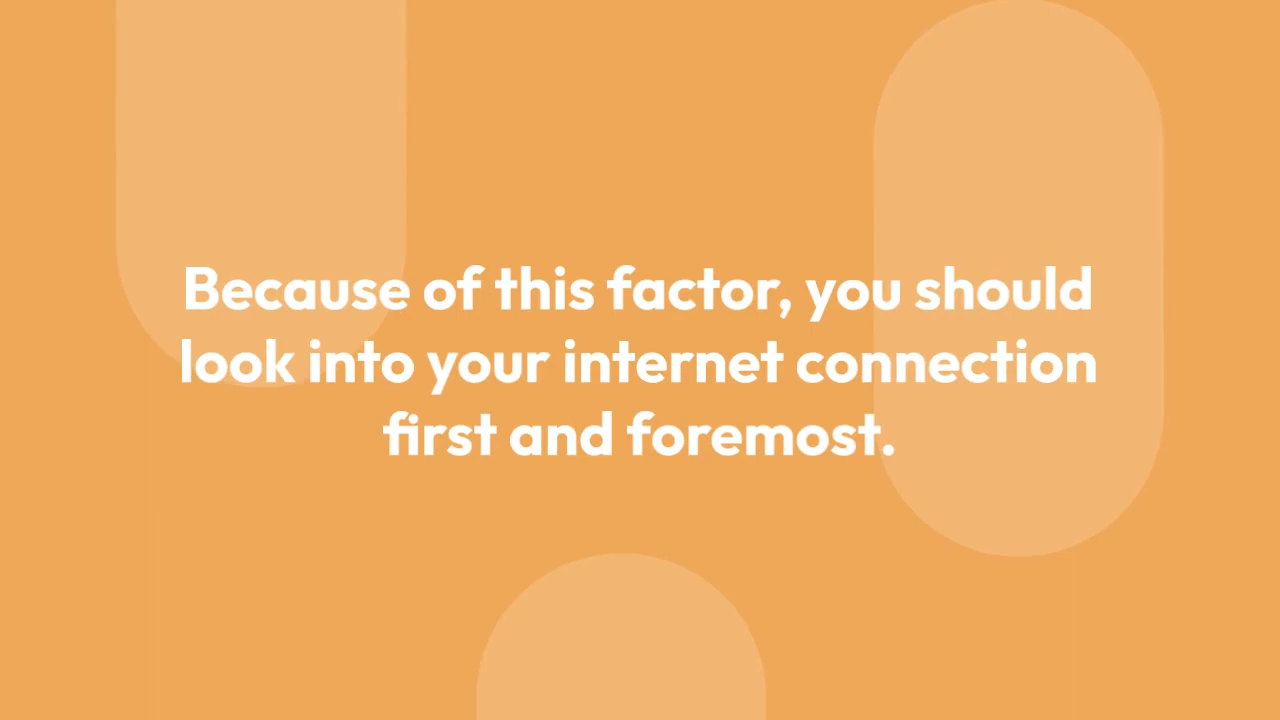 Because of this factor, you should
look into your internet connection
first and foremost.